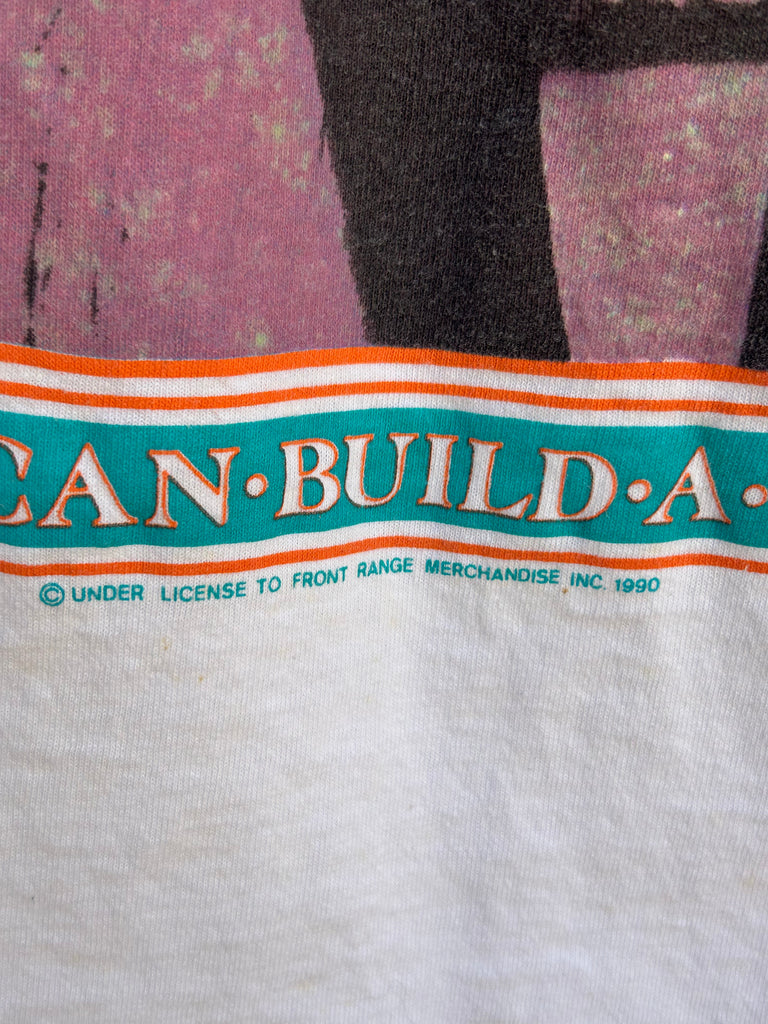 CAN·BUILD·A·
© UNDER LICENSE TO FRONT RANGE MERCHANDISE INC. 1990